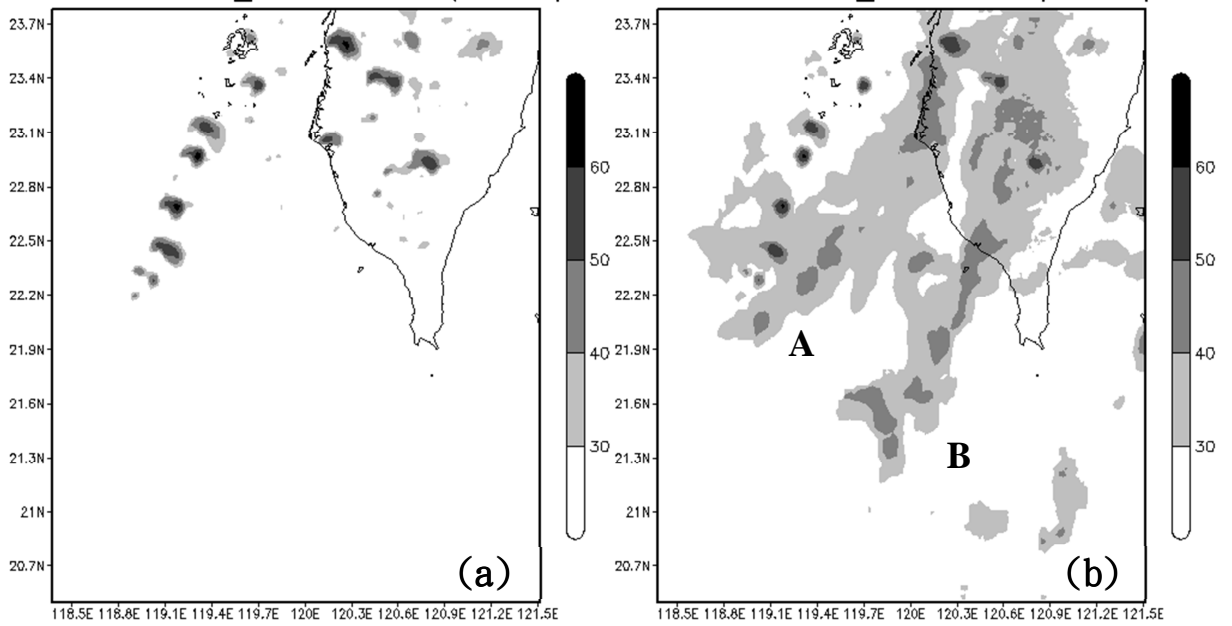 23.7N
23.4N
23.1N
22.8N
22.5N
22.2N
21.9N
21.6N
21.3N
21N
20.7N
118.5E 118.8E 119.1E 119.4E 119.7E 120E 120.3E 120.6E 120.9E 121.2E 121.5E
60
50
40
30
(a)
23.7N
23.4N
23.1N
22.8N
22.5N
22.2N
21.9N
21.6N
21.3N
21N
20.7N
118.5E 118.8E 119.1E 119.4E 119.7E 120E 120.3E 120.6E 120.9E 121.2E 121.5E
60
50
40
30
A
B
(b)